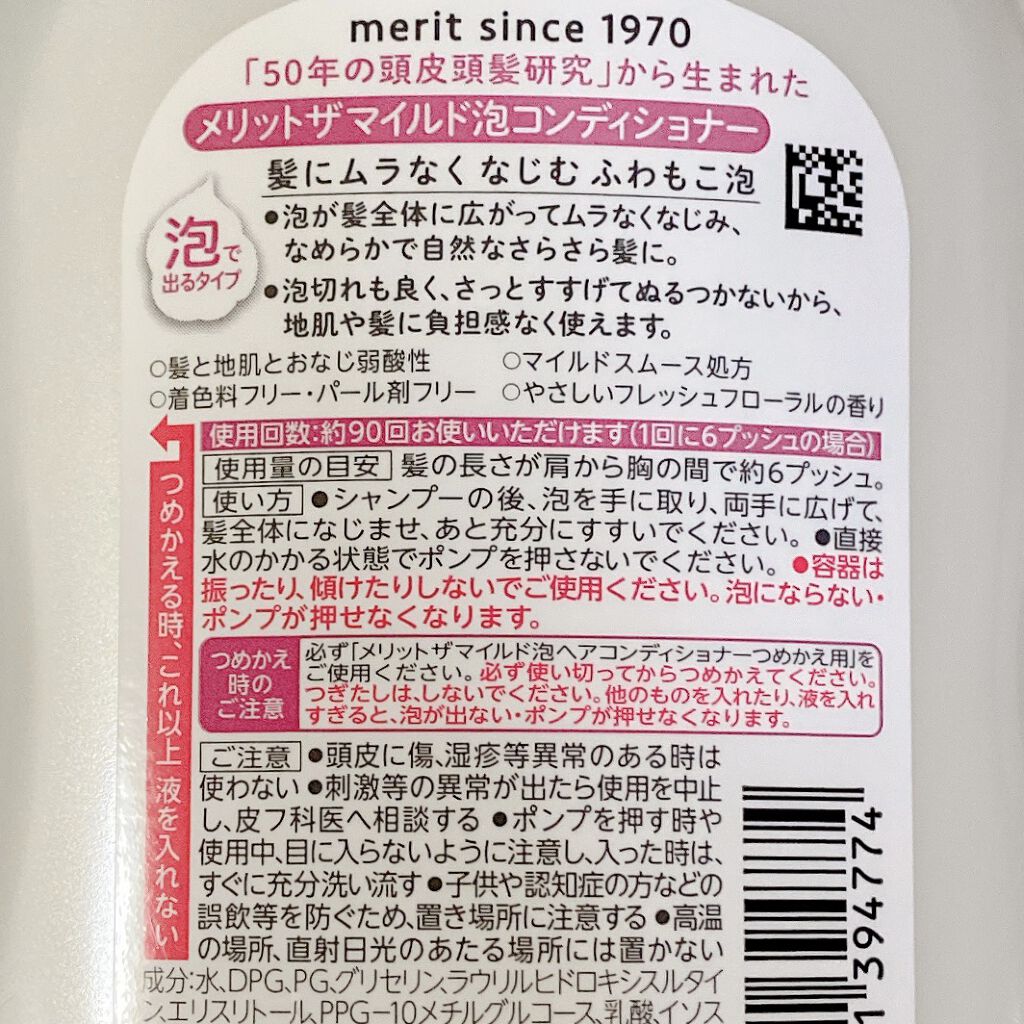 merit since 1970
「50年の頭皮頭髪研究」から生まれた
メリット ザ マイルド泡コンディショナー
髪にムラなく なじむ ふわもこ泡
泡で
出るタイプ
●泡が髪全体に広がってムラなくなじみ、
なめらかで自然なさらさら髪に。
●泡切れも良く、さっとすすげてぬるつかないから、
地肌や髪に負担感なく使えます。
○髪と地肌とおなじ弱酸性 ○マイルドスムース処方
○着色料フリー・パール剤フリー ○やさしいフレッシュフローラルの香り
使用回数:約90回お使いいただけます(1回に6プッシュの場合)
使用量の目安 髪の長さが肩から胸の間で約6プッシュ。
使い方 ●シャンプーの後、泡を手に取り、両手に広げて、
髪全体になじませ、あと充分にすすいでください。 ●直接
水のかかる状態でポンプを押さないでください。 ●容器は
振ったり、傾けたりしないでご使用ください。泡にならない・
ポンプが押せなくなります。
つめかえる時、これ以上 液を入れない
つめかえ
時の
ご注意
必ず「メリット ザ マイルド泡ヘアコンディショナーつめかえ用」を
ご使用ください。必ず使い切ってからつめかえてください。
つぎたしは、しないでください。他のものを入れたり、液を入れ
すぎると、泡が出ない・ポンプが押せなくなります。
ご注意 ●頭皮に傷、湿疹等異常のある時は
使わない ●刺激等の異常が出たら使用を中止
し、皮フ科医へ相談する ●ポンプを押す時や
使用中、目に入らないように注意し、入った時は、
すぐに充分洗い流す ●子供や認知症の方などの
誤飲等を防ぐため、置き場所に注意する ●高温
の場所、直射日光のあたる場所には置かない
成分:水、DPG、PG、グリセリン、ラウリルヒドロキシスルタイ
ン、エリスリトール、PPG-10メチルグルコース、乳酸、イソス
1 394774